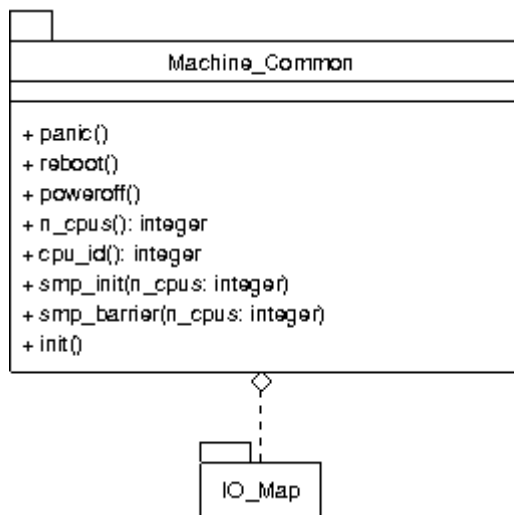 Machine_Common
+ panic()
+ reboot()
+ poweroff()
+ n_cpus(): integer
+ cpu_id(): integer
+ smp_init(n_cpus: integer)
+ smp_barrier(n_cpus: integer)
+ init()
IO_Map